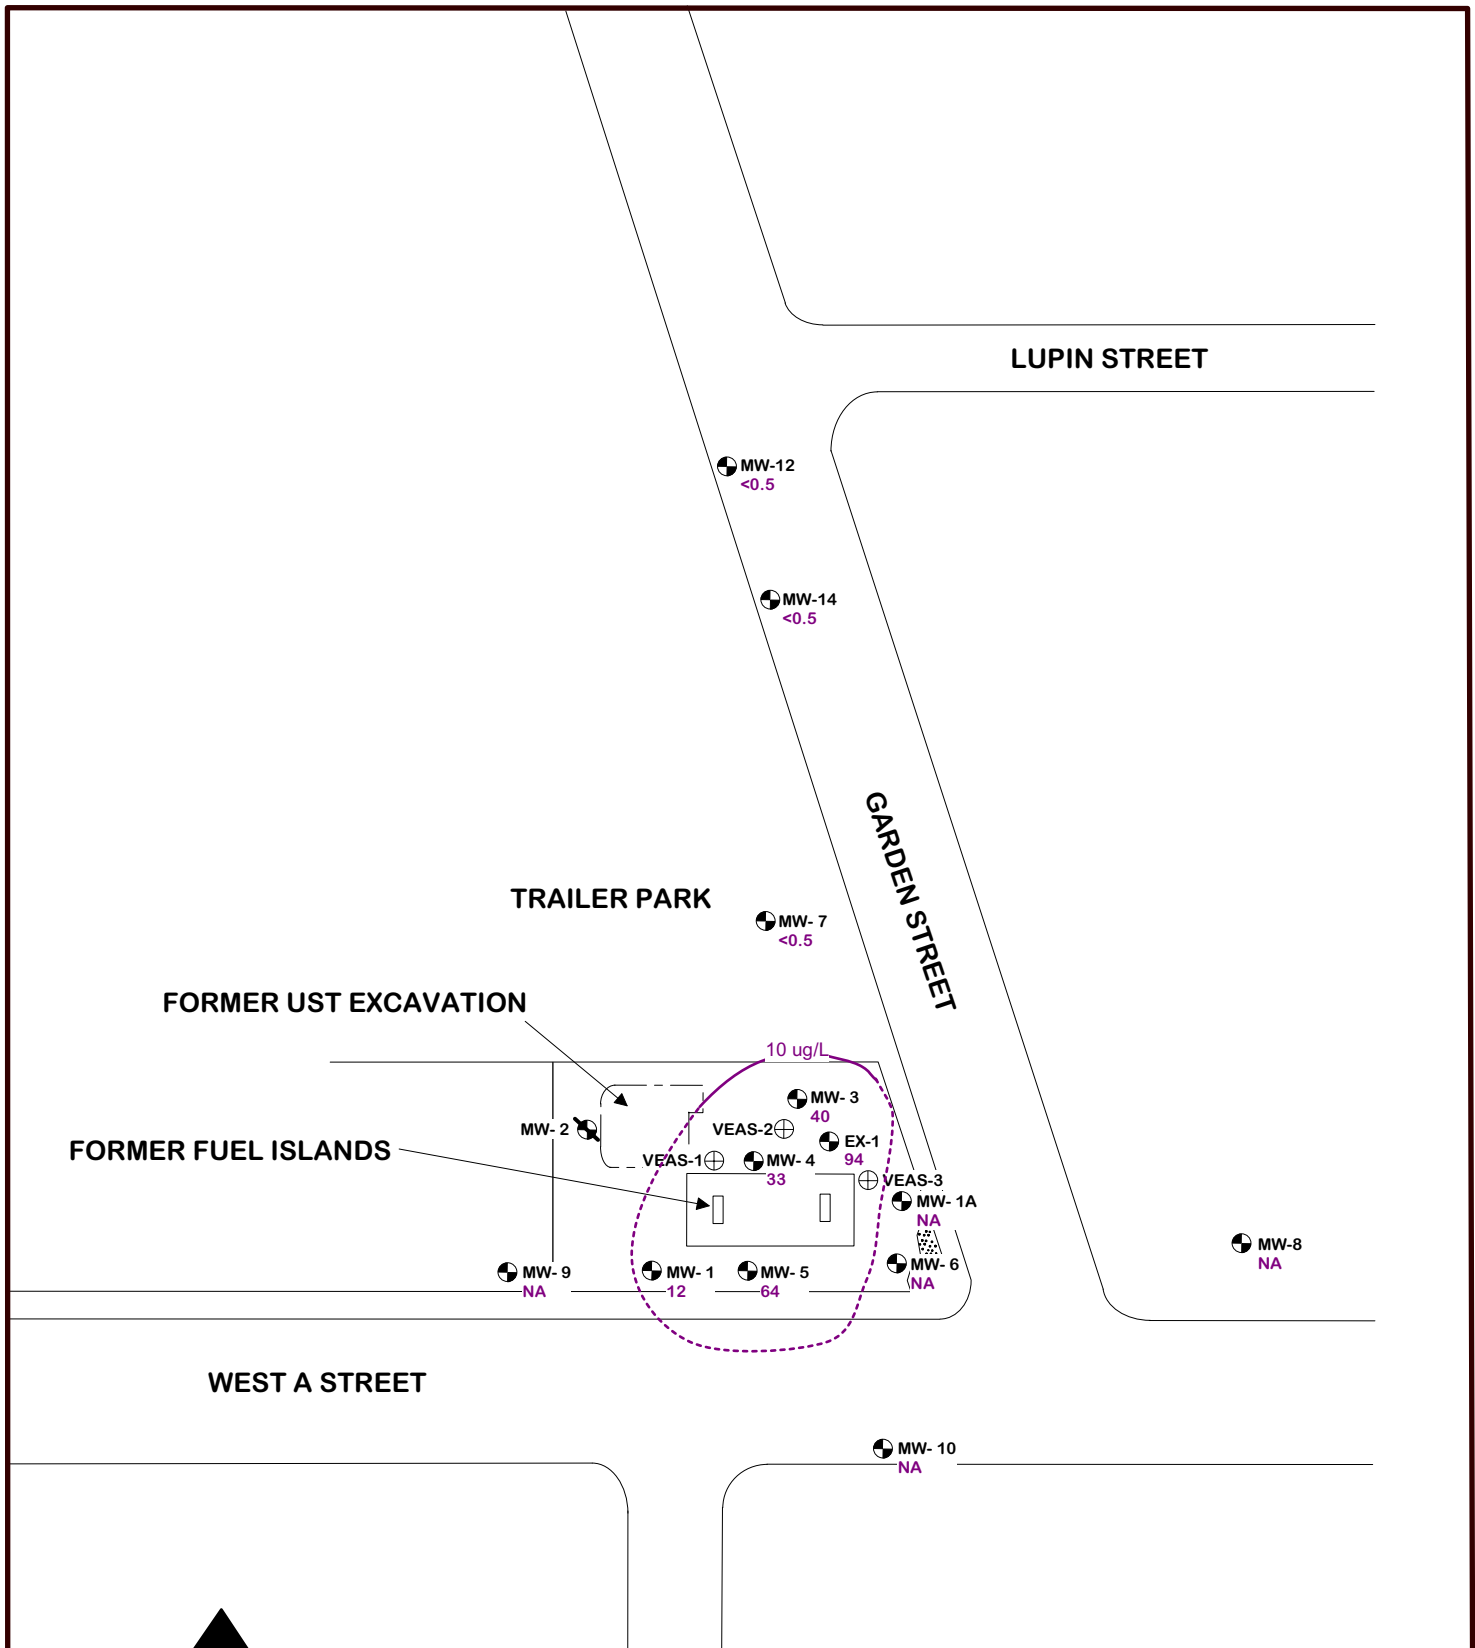 LUPIN STREET
MW-12
<0.5
MW-14
<0.5
GARDEN STREET
TRAILER PARK
MW- 7
<0.5
FORMER UST EXCAVATION
10 ug/L
MW- 3
40
MW- 2
VEAS-2
EX-1
94
FORMER FUEL ISLANDS
VEAS-1
MW- 4
33
VEAS-3
MW- 1A
NA
MW-8
NA
MW- 9
NA
MW- 1
12
MW- 5
64
MW- 6
NA
WEST A STREET
MW- 10
NA